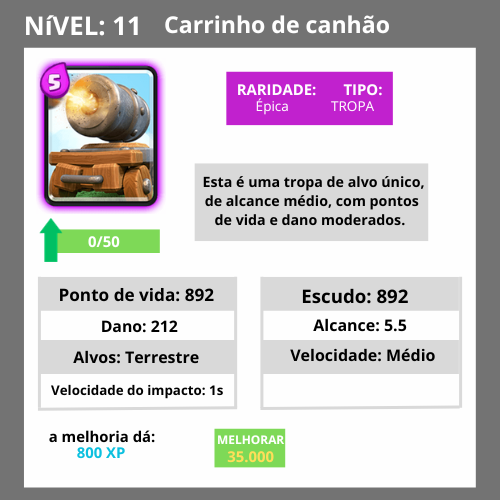 NíVEL: 11 Carrinho de canhão
5
RARIDADE: TIPO:
Épica TROPA
Esta é uma tropa de alvo único,
de alcance médio, com pontos
de vida e dano moderados.
0/50
Ponto de vida: 892
Dano: 212
Alvos: Terrestre
Velocidade do impacto: 1s
Escudo: 892
Alcance: 5.5
Velocidade: Médio
a melhoria dá:
800 XP
MELHORAR
35.000